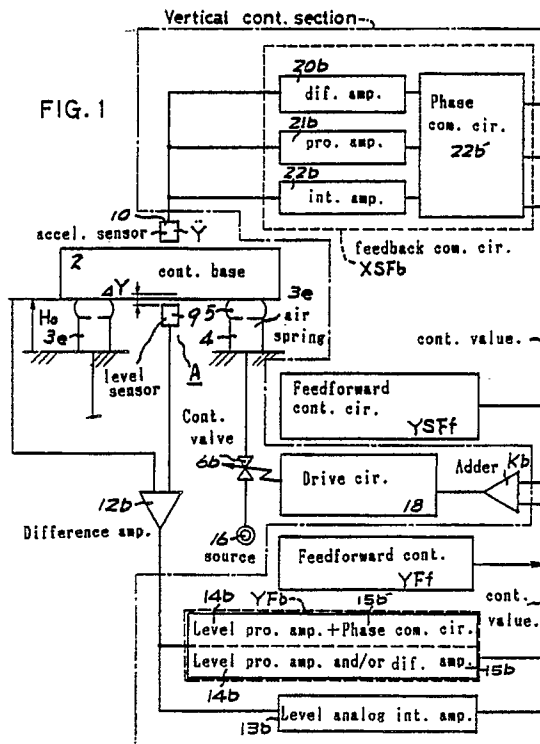 Vertical cont. section
FIG. 1
20b
dif. amp.
21b
pro. amp.
22b
int. amp.
Phase
com. cir.
22b
feedback com. cir.
XSFb
10
accel. sensor
Ÿ
2
cont. base
ΔY
Ho
3e
9
5
4
3e
air
spring
level
sensor
A
cont. value.
Feedforward
cont. cir.
YSFf
Cont.
valve
6b
Drive cir.
18
Adder
Kb
12b
Difference amp.
16
source
Feedforward cont.
YFf
cont.
value.
YFb
14b
15b
Level pro. amp.+Phase com. cir.
Level pro. amp. and/or dif. amp.
14b
15b
Level analog int. amp.
13b